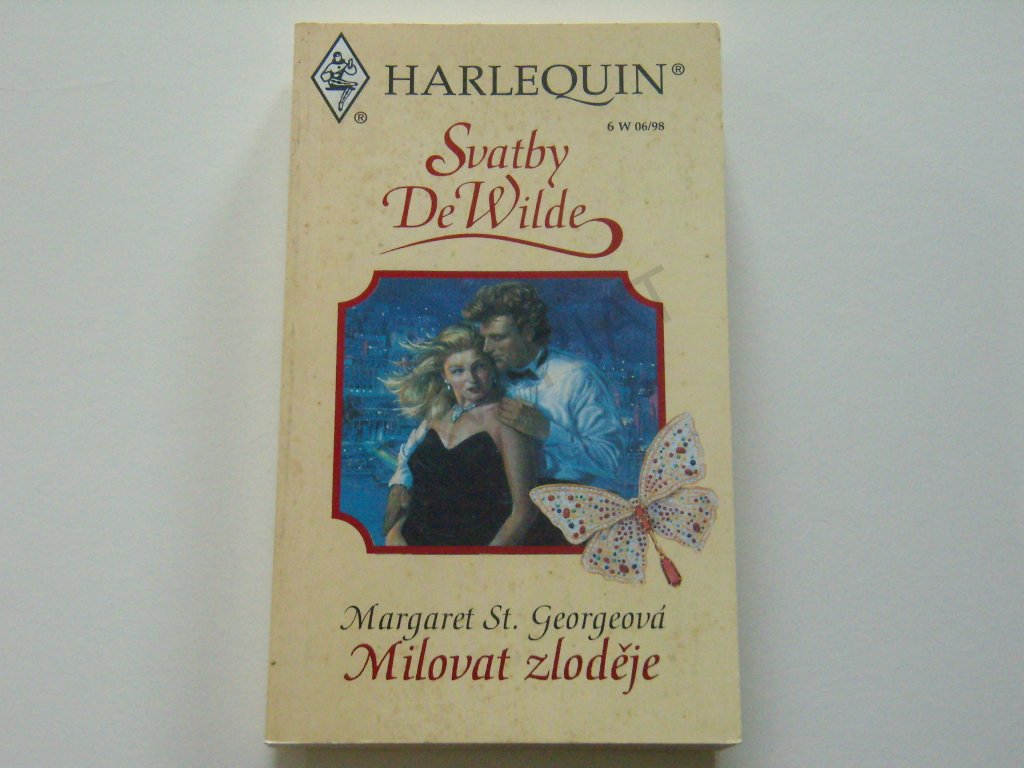 HARLEQUIN®
®
6 W 06/98
Svatby
De Wilde
Margaret St. Georgeová
Milovat zloděje